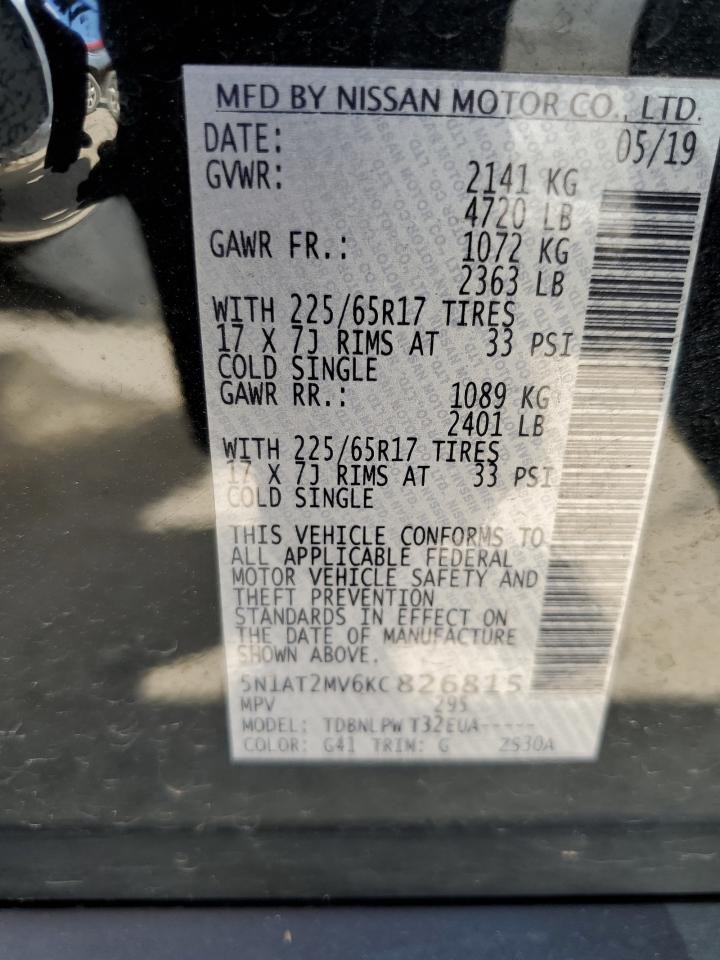 MFD BY NISSAN MOTOR CO., LTD.
DATE: 05/19
GVWR: 2141 KG
4720 LB
GAWR FR.: 1072 KG
2363 LB
WITH 225/65R17 TIRES
17 X 7J RIMS AT 33 PSI
COLD SINGLE
GAWR RR.: 1089 KG
2401 LB
WITH 225/65R17 TIRES
17 X 7J RIMS AT 33 PSI
COLD SINGLE
THIS VEHICLE CONFORMS TO
ALL APPLICABLE FEDERAL
MOTOR VEHICLE SAFETY AND
THEFT PREVENTION
STANDARDS IN EFFECT ON
THE DATE OF MANUFACTURE
SHOWN ABOVE.
5N1AT2MV6KC826815
MPV 295
MODEL: TDBNLPW T32EUA-----
COLOR: G41 TRIM: G 2S30A